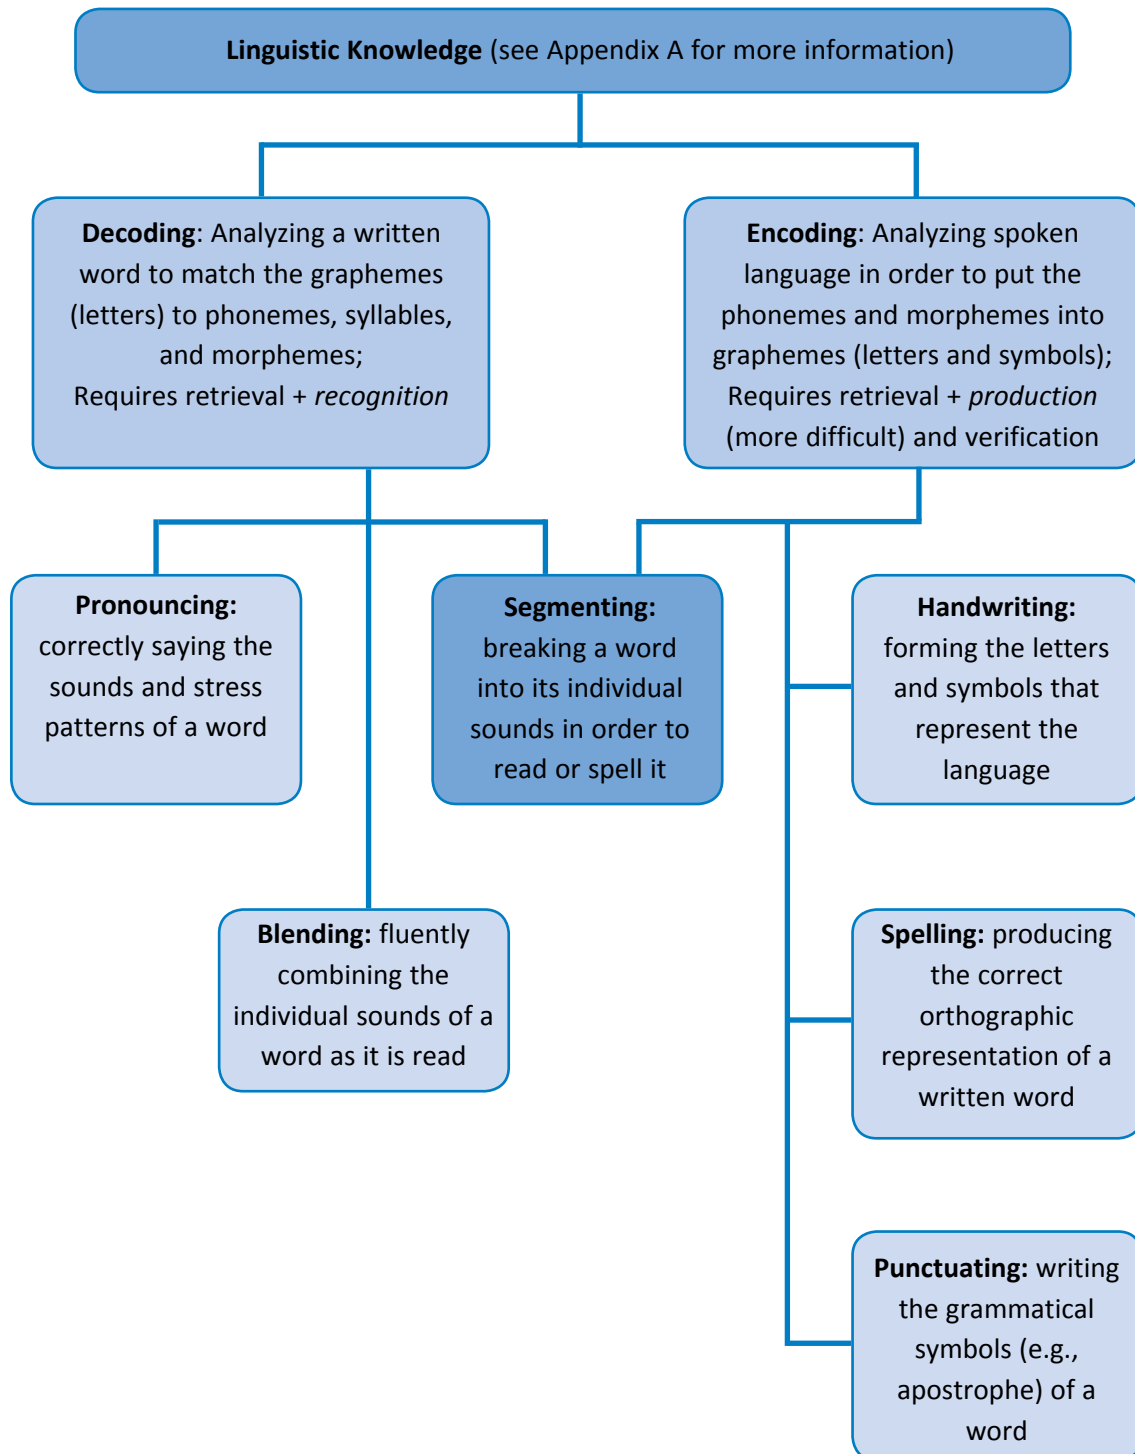 Linguistic Knowledge (see Appendix A for more information)
Decoding: Analyzing a written
word to match the graphemes
(letters) to phonemes, syllables,
and morphemes;
Requires retrieval + recognition
Encoding: Analyzing spoken
language in order to put the
phonemes and morphemes into
graphemes (letters and symbols);
Requires retrieval + production
(more difficult) and verification
Pronouncing:
correctly saying the
sounds and stress
patterns of a word
Segmenting:
breaking a word
into its individual
sounds in order to
read or spell it
Handwriting:
forming the letters
and symbols that
represent the
language
Blending: fluently
combining the
individual sounds of a
word as it is read
Spelling: producing
the correct
orthographic
representation of a
written word
Punctuating: writing
the grammatical
symbols (e.g.,
apostrophe) of a
word